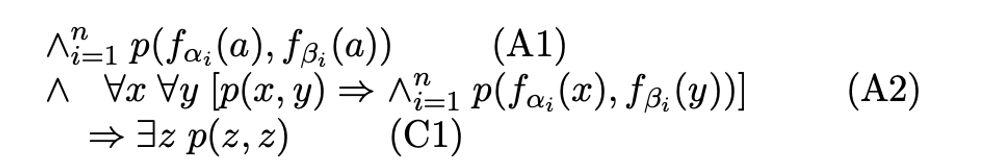 ∧ⁿᵢ₌₁ p(f_{αᵢ}(a), f_{βᵢ}(a)) (A1)
∧ ∀x ∀y [p(x, y) ⇒ ∧ⁿᵢ₌₁ p(f_{αᵢ}(x), f_{βᵢ}(y))] (A2)
⇒ ∃z p(z, z) (C1)